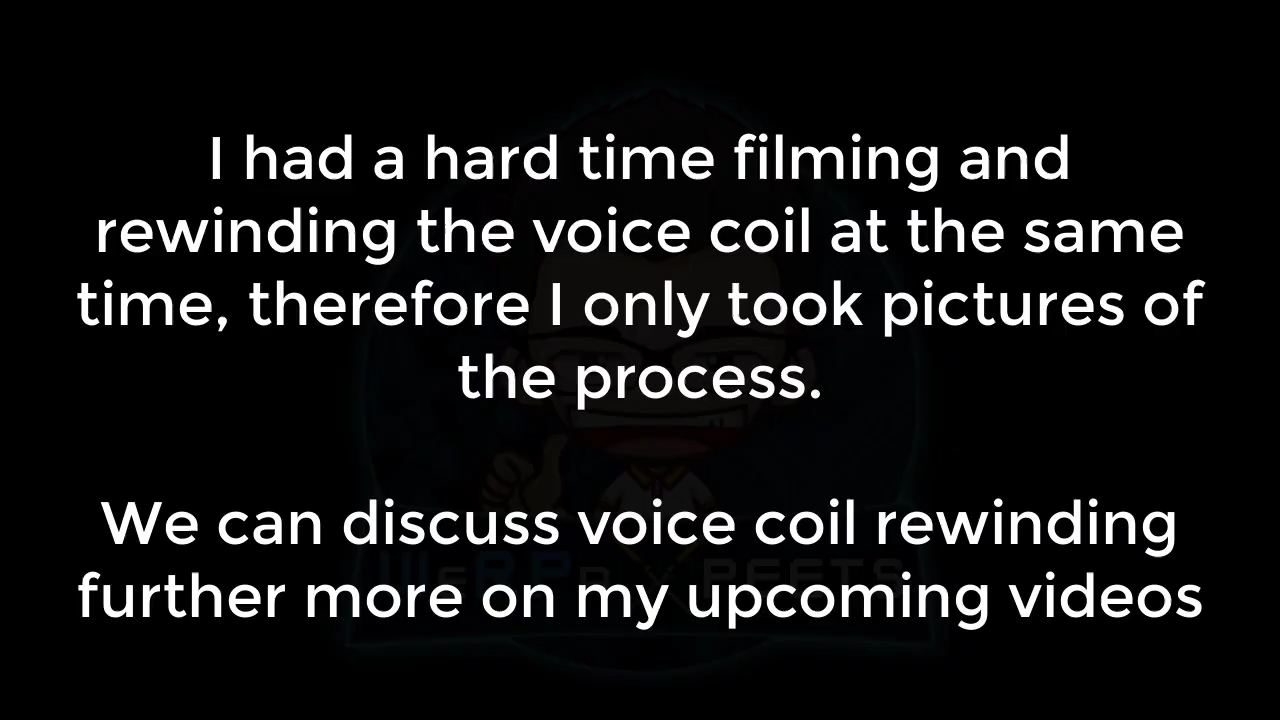 I had a hard time filming and
rewinding the voice coil at the same
time, therefore I only took pictures of
the process.
We can discuss voice coil rewinding
further more on my upcoming videos